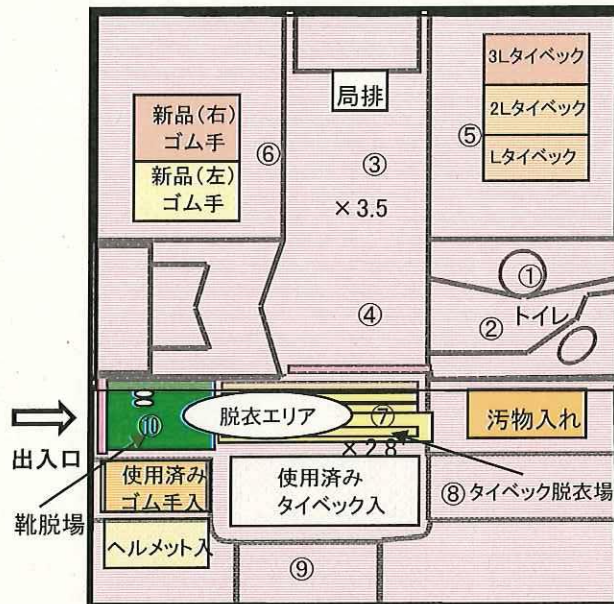 3Lタイベック
2Lタイベック
Lタイベック
⑤
局排
新品(右)
ゴム手
新品(左)
ゴム手
⑥
③
×3.5
④
①
②
トイレ
出入口
⑩
脱衣エリア
⑦
×2.8
汚物入れ
靴脱場
使用済み
ゴム手入
使用済み
タイベック入
⑧タイベック脱衣場
ヘルメット入
⑨